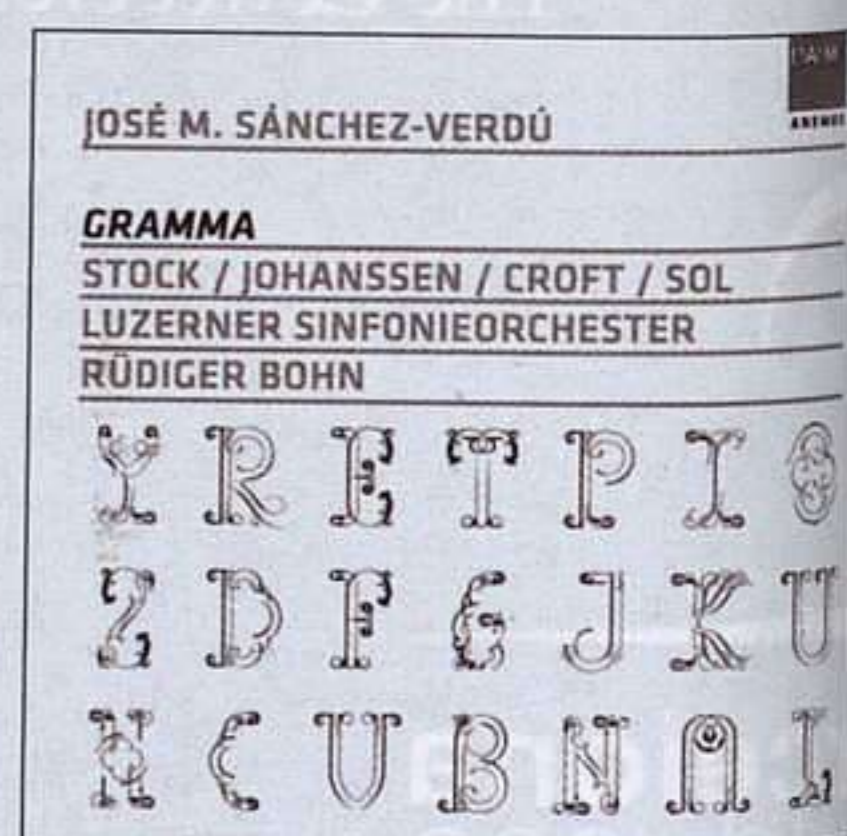 JOSÉ M. SÁNCHEZ-VERDÚ
GRAMMA
STOCK / JOHANSSEN / CROFT / SOL
LUZERNER SINFONIEORCHESTER
RÜDIGER BOHN
Y R E T P I
Z D F G J K U
X C U B N A